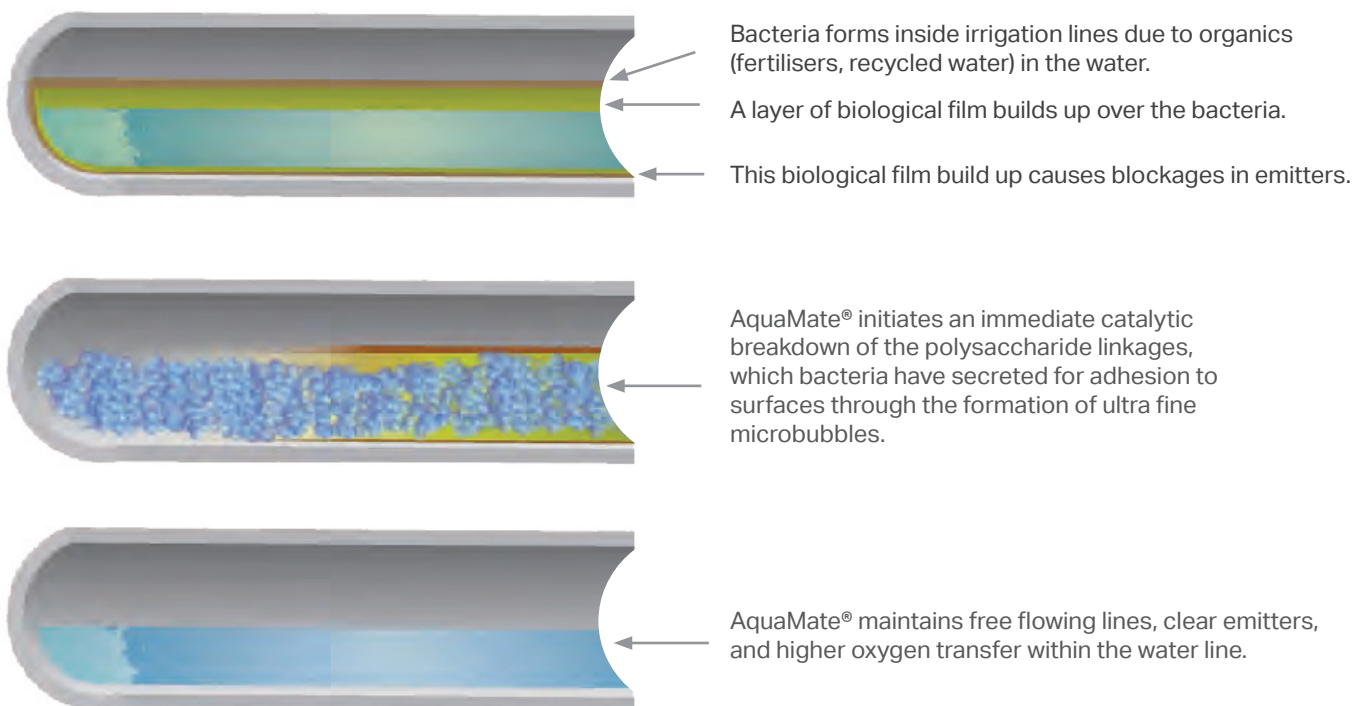 Bacteria forms inside irrigation lines due to organics
(fertilisers, recycled water) in the water.
A layer of biological film builds up over the bacteria.
This biological film build up causes blockages in emitters.
AquaMate® initiates an immediate catalytic
breakdown of the polysaccharide linkages,
which bacteria have secreted for adhesion to
surfaces through the formation of ultra fine
microbubbles.
AquaMate® maintains free flowing lines, clear emitters,
and higher oxygen transfer within the water line.